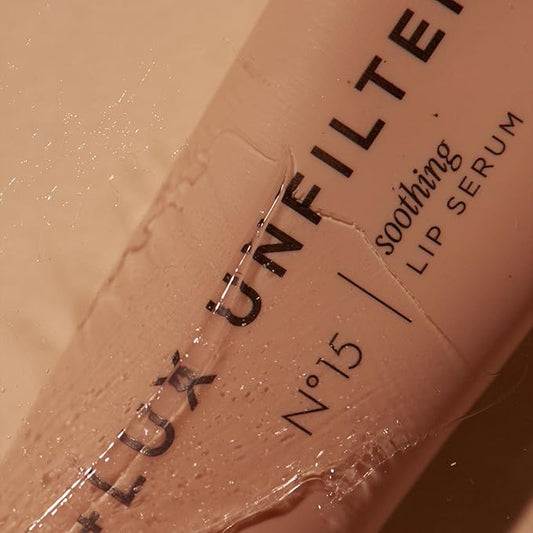 +LUX UNFILTE
N°15
soothing
LIP SERUM